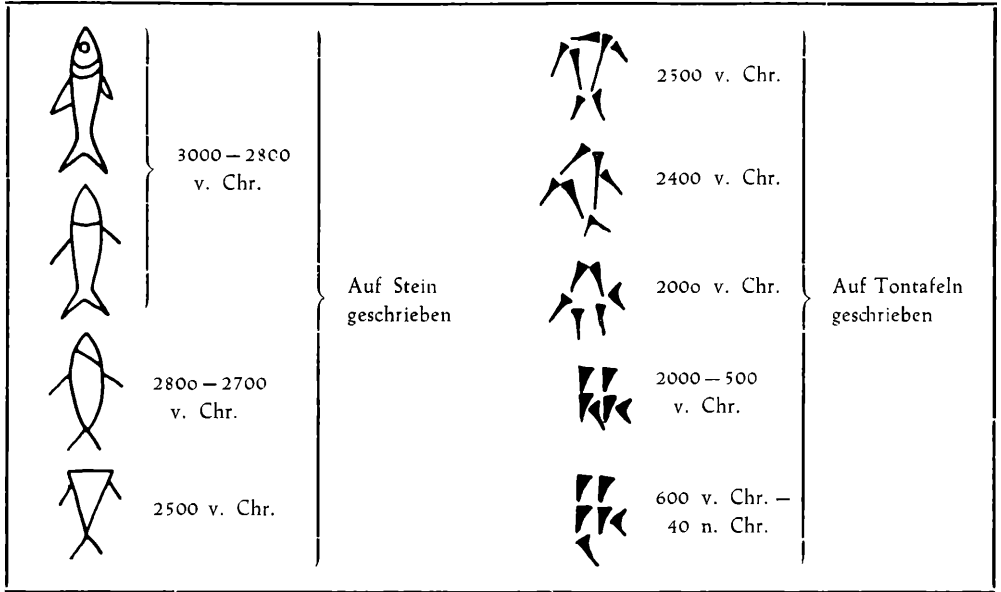 3000 – 2800
v. Chr.
2800 – 2700
v. Chr.
2500 v. Chr.
Auf Stein
geschrieben
2500 v. Chr.
2400 v. Chr.
2000 v. Chr.
2000 – 500
v. Chr.
600 v. Chr. –
40 n. Chr.
Auf Tontafeln
geschrieben